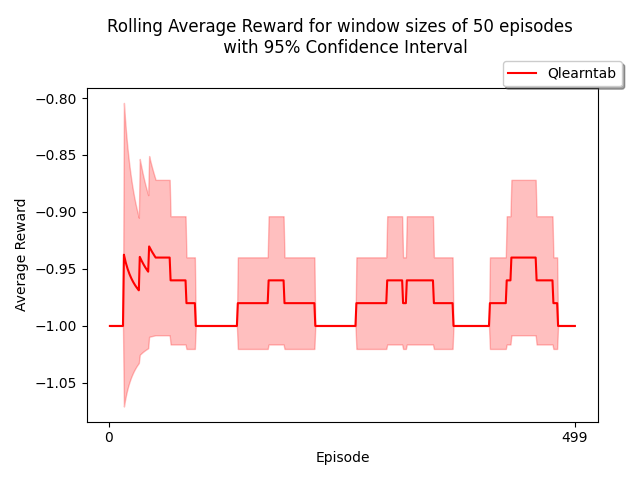 Rolling Average Reward for window sizes of 50 episodes
with 95% Confidence Interval
Qlearntab
−0.80
−0.85
−0.90
−0.95
−1.00
−1.05
Average Reward
0
499
Episode